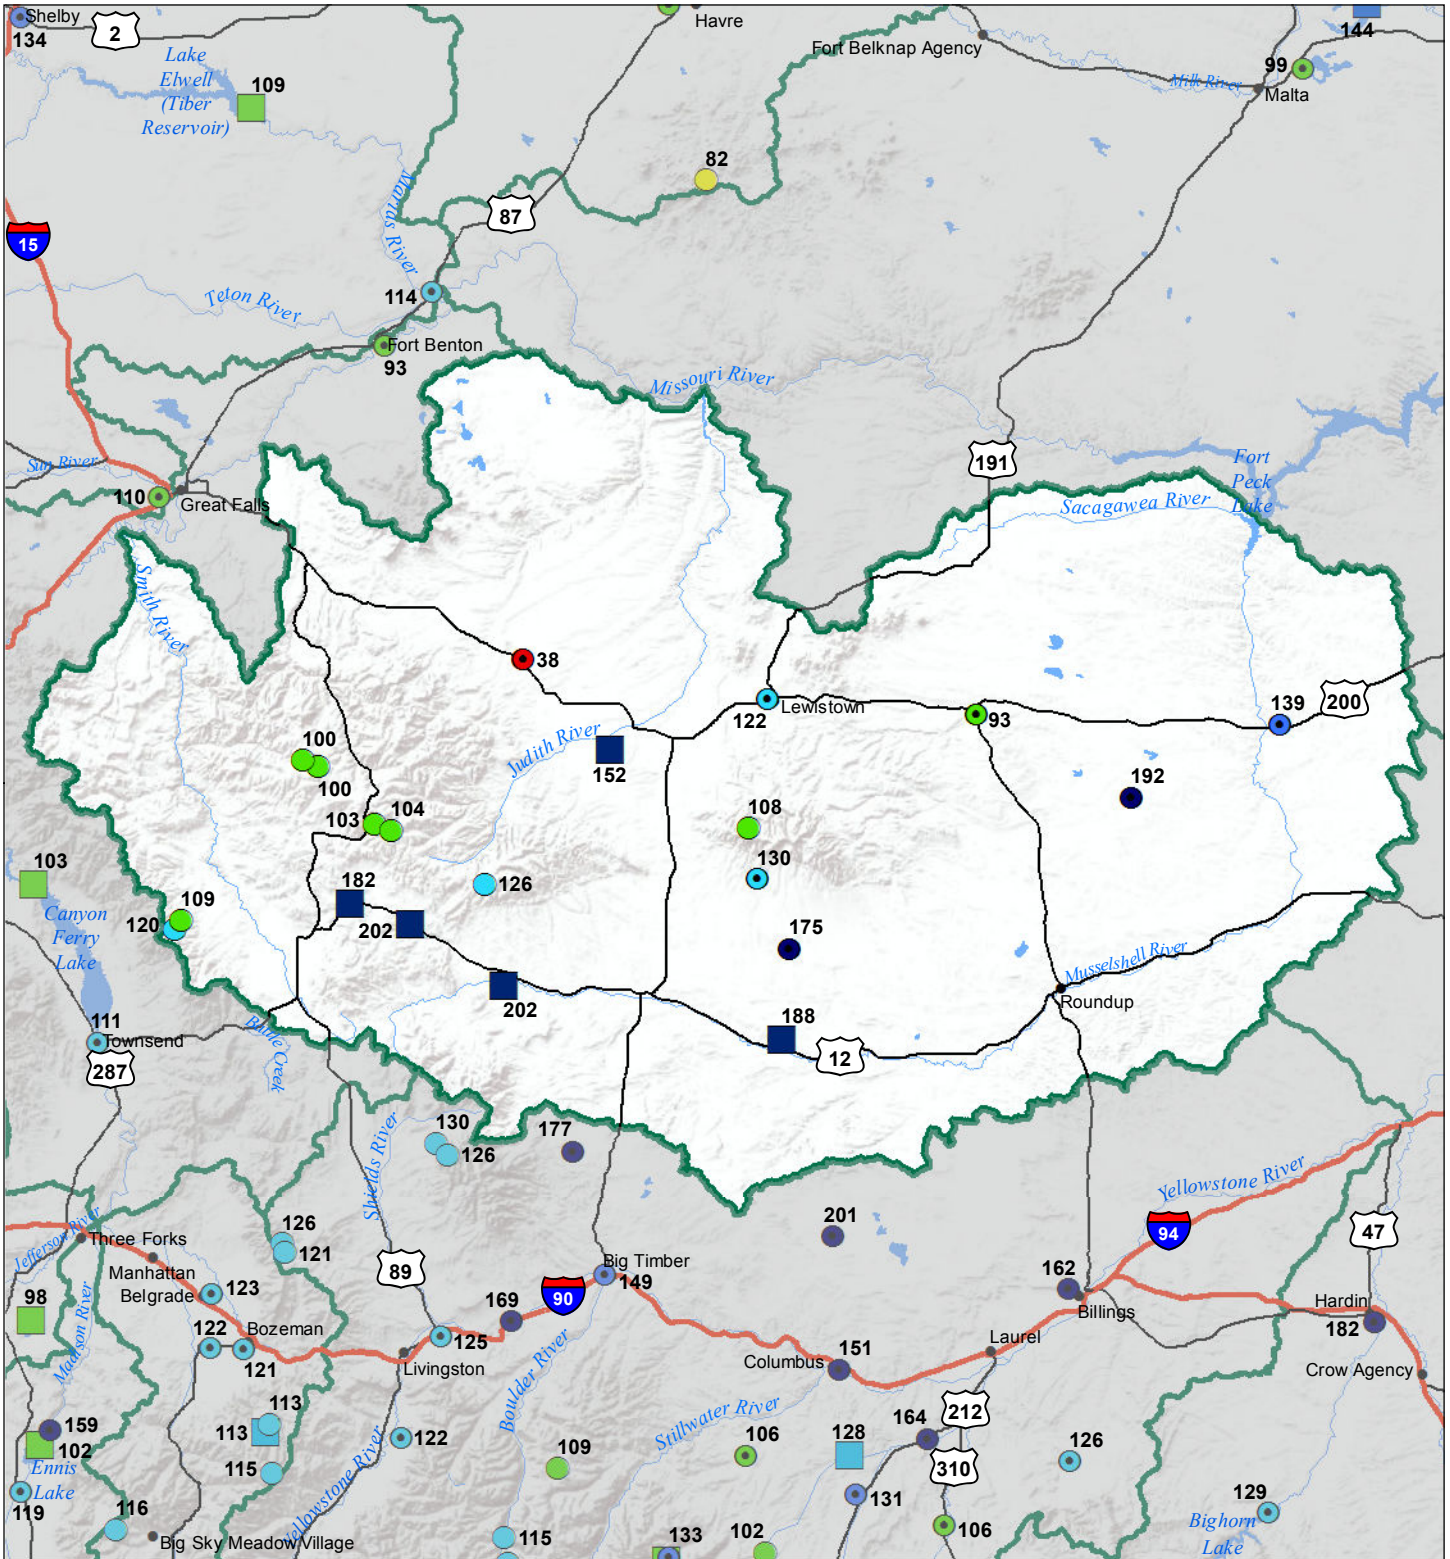 Shelby
134
2
Havre
Fort Belknap Agency
144
Lake
Elwell
(Tiber
Reservoir)
109
99
Milk River
Malta
82
Marias River
87
15
Teton River
114
Fort Benton
93
Missouri River
191
Fort
Peck
Lake
Sun River
110
Great Falls
Sacagawea River
Smith River
38
122
Lewistown
93
139
200
100
100
Judith River
152
192
103
104
108
130
103
Canyon
Ferry
Lake
182
202
126
109
120
175
Musselshell River
202
Roundup
188
12
111
Townsend
287
Battle Creek
Shields River
130
126
177
Yellowstone River
201
94
47
Jefferson River
Three Forks
126
121
Manhattan
Belgrade
123
89
Big Timber
149
90
162
Billings
Hardin
182
98
Madison River
122
Bozeman
121
169
125
Livingston
Boulder River
Columbus
151
Laurel
Crow Agency
113
113
159
102
Ennis
Lake
115
122
Stillwater River
109
106
128
164
212
310
126
119
116
Big Sky Meadow Village
Yellowstone River
131
106
129
Bighorn
Lake
115
133
102